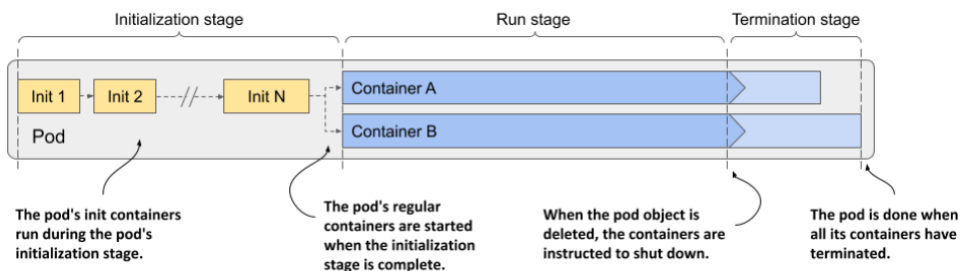 Initialization stage
Run stage
Termination stage
Init 1
Init 2
Init N
Container A
Container B
Pod
The pod's init containers
run during the pod's
initialization stage.
The pod's regular
containers are started
when the initialization
stage is complete.
When the pod object is
deleted, the containers are
instructed to shut down.
The pod is done when
all its containers have
terminated.